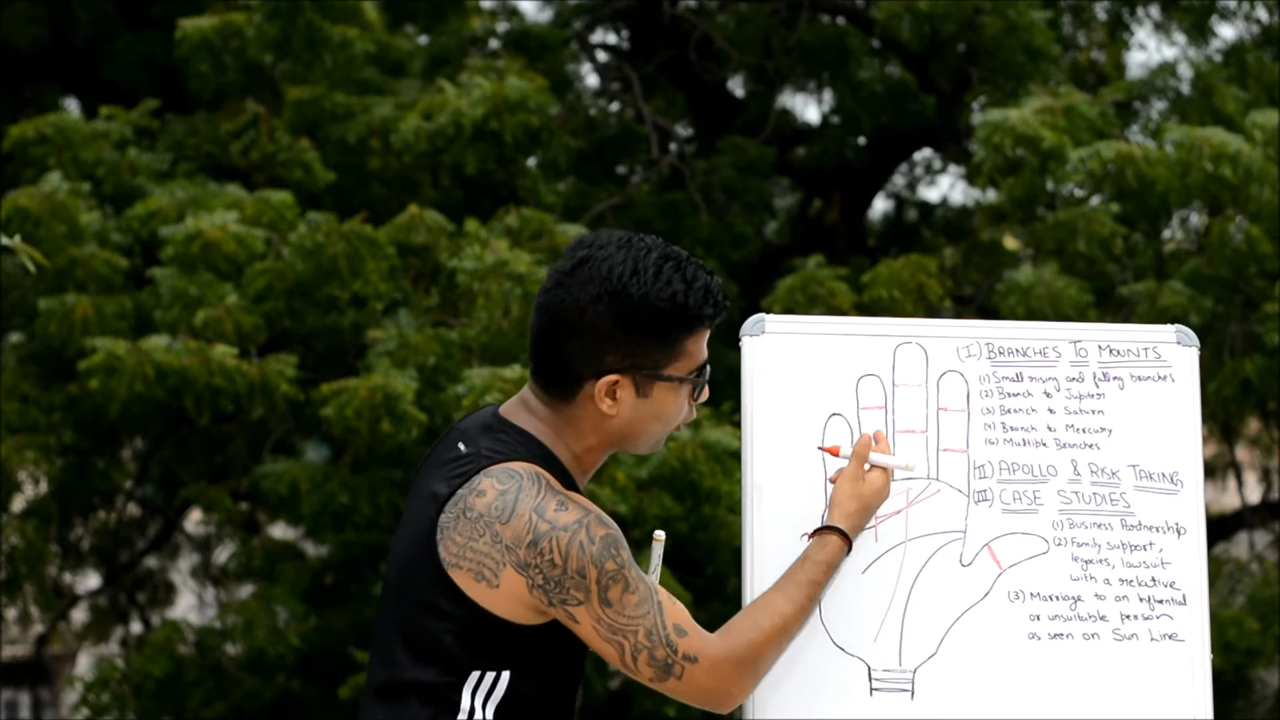 (I) BRANCHES TO MOUNTS
(1) Small rising and falling branches
(2) Branch to Jupiter
(3) Branch to Saturn
(4) Branch to Mercury
(5) Multiple Branches
(II) APOLLO & RISK TAKING
(III) CASE STUDIES
(1) Business Partnership
(2) Family support,
legacies, lawsuit
with a relative
(3) Marriage to an influential
or unsuitable person
as seen on Sun Line